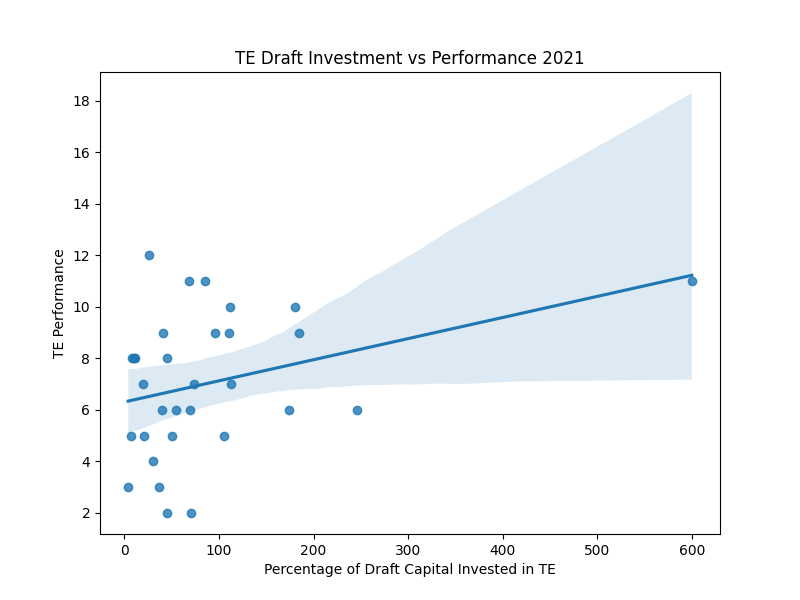 TE Draft Investment vs Performance 2021
18
16
14
12
10
8
6
4
2
TE Performance
0 100 200 300 400 500 600
Percentage of Draft Capital Invested in TE